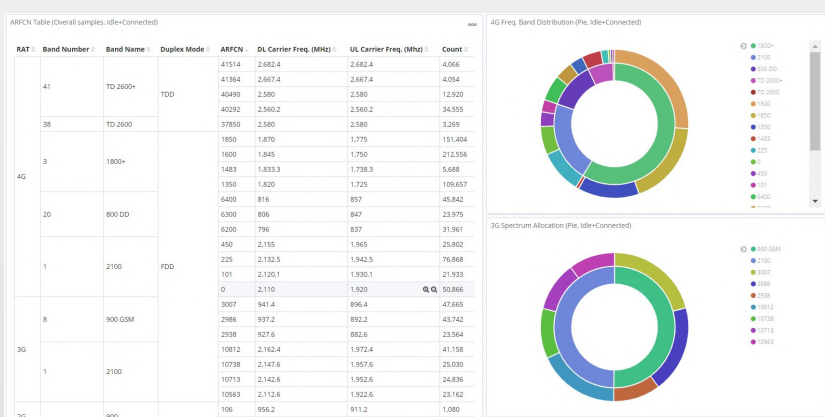 ARFCN Table (Overall samples, Idle+Connected)
RAT Band Number Band Name Duplex Mode ARFCN DL Carrier Freq. (MHz) UL Carrier Freq. (Mhz) Count
41514 2,682.4 2,682.4 4,066
41364 2,667.4 2,667.4 4,054
41 TD 2600+ TDD 40490 2,580 2,580 12,920
40292 2,560.2 2,560.2 34,555
38 TD 2600 37850 2,580 2,580 3,269
1850 1,870 1,775 151,404
3 1800+ 1600 1,845 1,750 212,556
4G 1483 1,833.3 1,738.3 5,688
1350 1,820 1,725 109,657
6400 816 857 45,842
20 800 DD 6300 806 847 23,975
6200 796 837 31,961
450 2,155 1,965 25,802
225 2,132.5 1,942.5 76,868
1 2100 FDD 101 2,120.1 1,930.1 21,933
0 2,110 1,920 50,866
3007 941.4 896.4 47,665
8 900 GSM 2986 937.2 892.2 43,742
2938 927.6 882.6 23,564
3G 10812 2,162.4 1,972.4 41,158
10738 2,147.6 1,957.6 25,030
1 2100 10713 2,142.6 1,952.6 24,836
10563 2,112.6 1,922.6 23,162
2G 900 106 956.2 911.2 1,080
4G Freq. Band Distribution (Pie, Idle+Connected)
1800+
2100
800 DD
TD 2600+
TD 2600
1600
1850
1350
1483
225
0
450
101
6400
3G Spectrum Allocation (Pie, Idle+Connected)
900 GSM
2100
3007
2986
2938
10812
10738
10713
10563